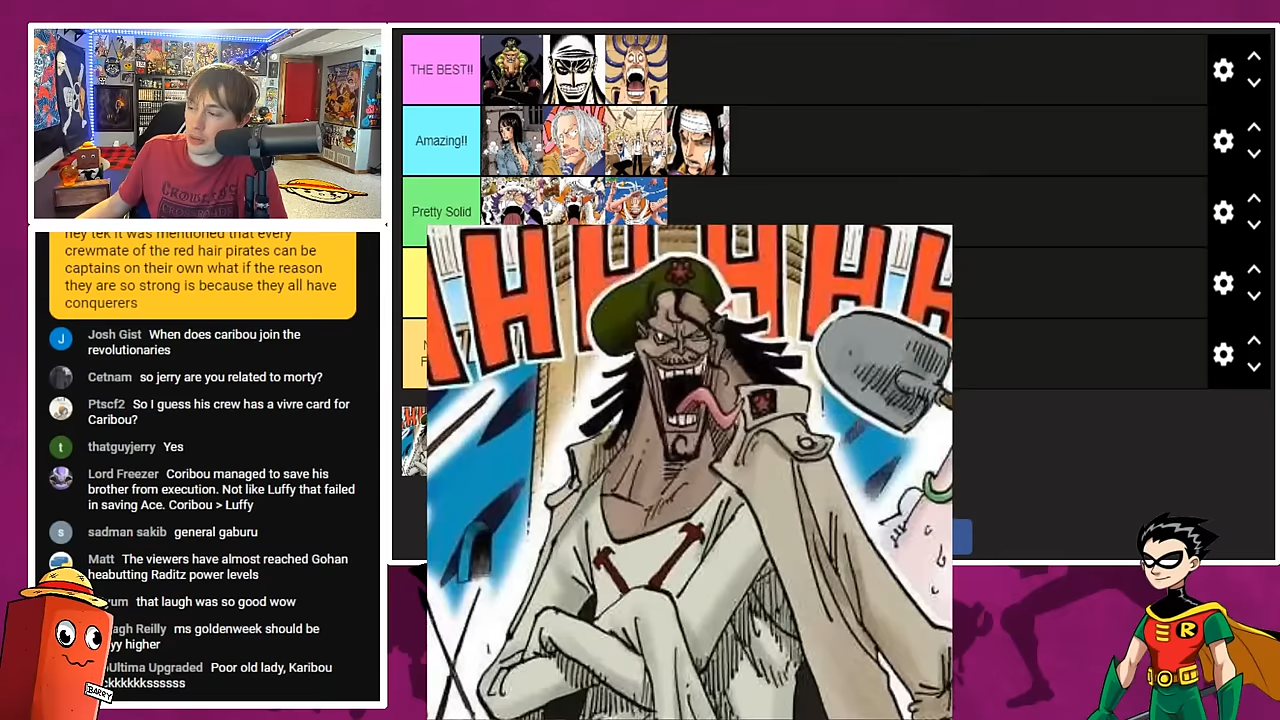 THE BEST!!
Amazing!!
Pretty Solid
hey tek it was mentioned that every
crewmate of the red hair pirates can be
captains on their own what if the reason
they are so strong is because they all have
conquerers
J Josh Gist When does caribou join the
revolutionaries
Cetnam so jerry are you related to morty?
Ptscf2 So I guess his crew has a vivre card for
Caribou?
t thatguyjerry Yes
Lord Freezer Coribou managed to save his
brother from execution. Not like Luffy that failed
in saving Ace. Coribou > Luffy
s sadman sakib general gaburu
Matt The viewers have almost reached Gohan
heabutting Raditz power levels
that laugh was so good wow
Reilly ms goldenweek should be
higher
Ultima Upgraded Poor old lady, Karibou
BARRY
R